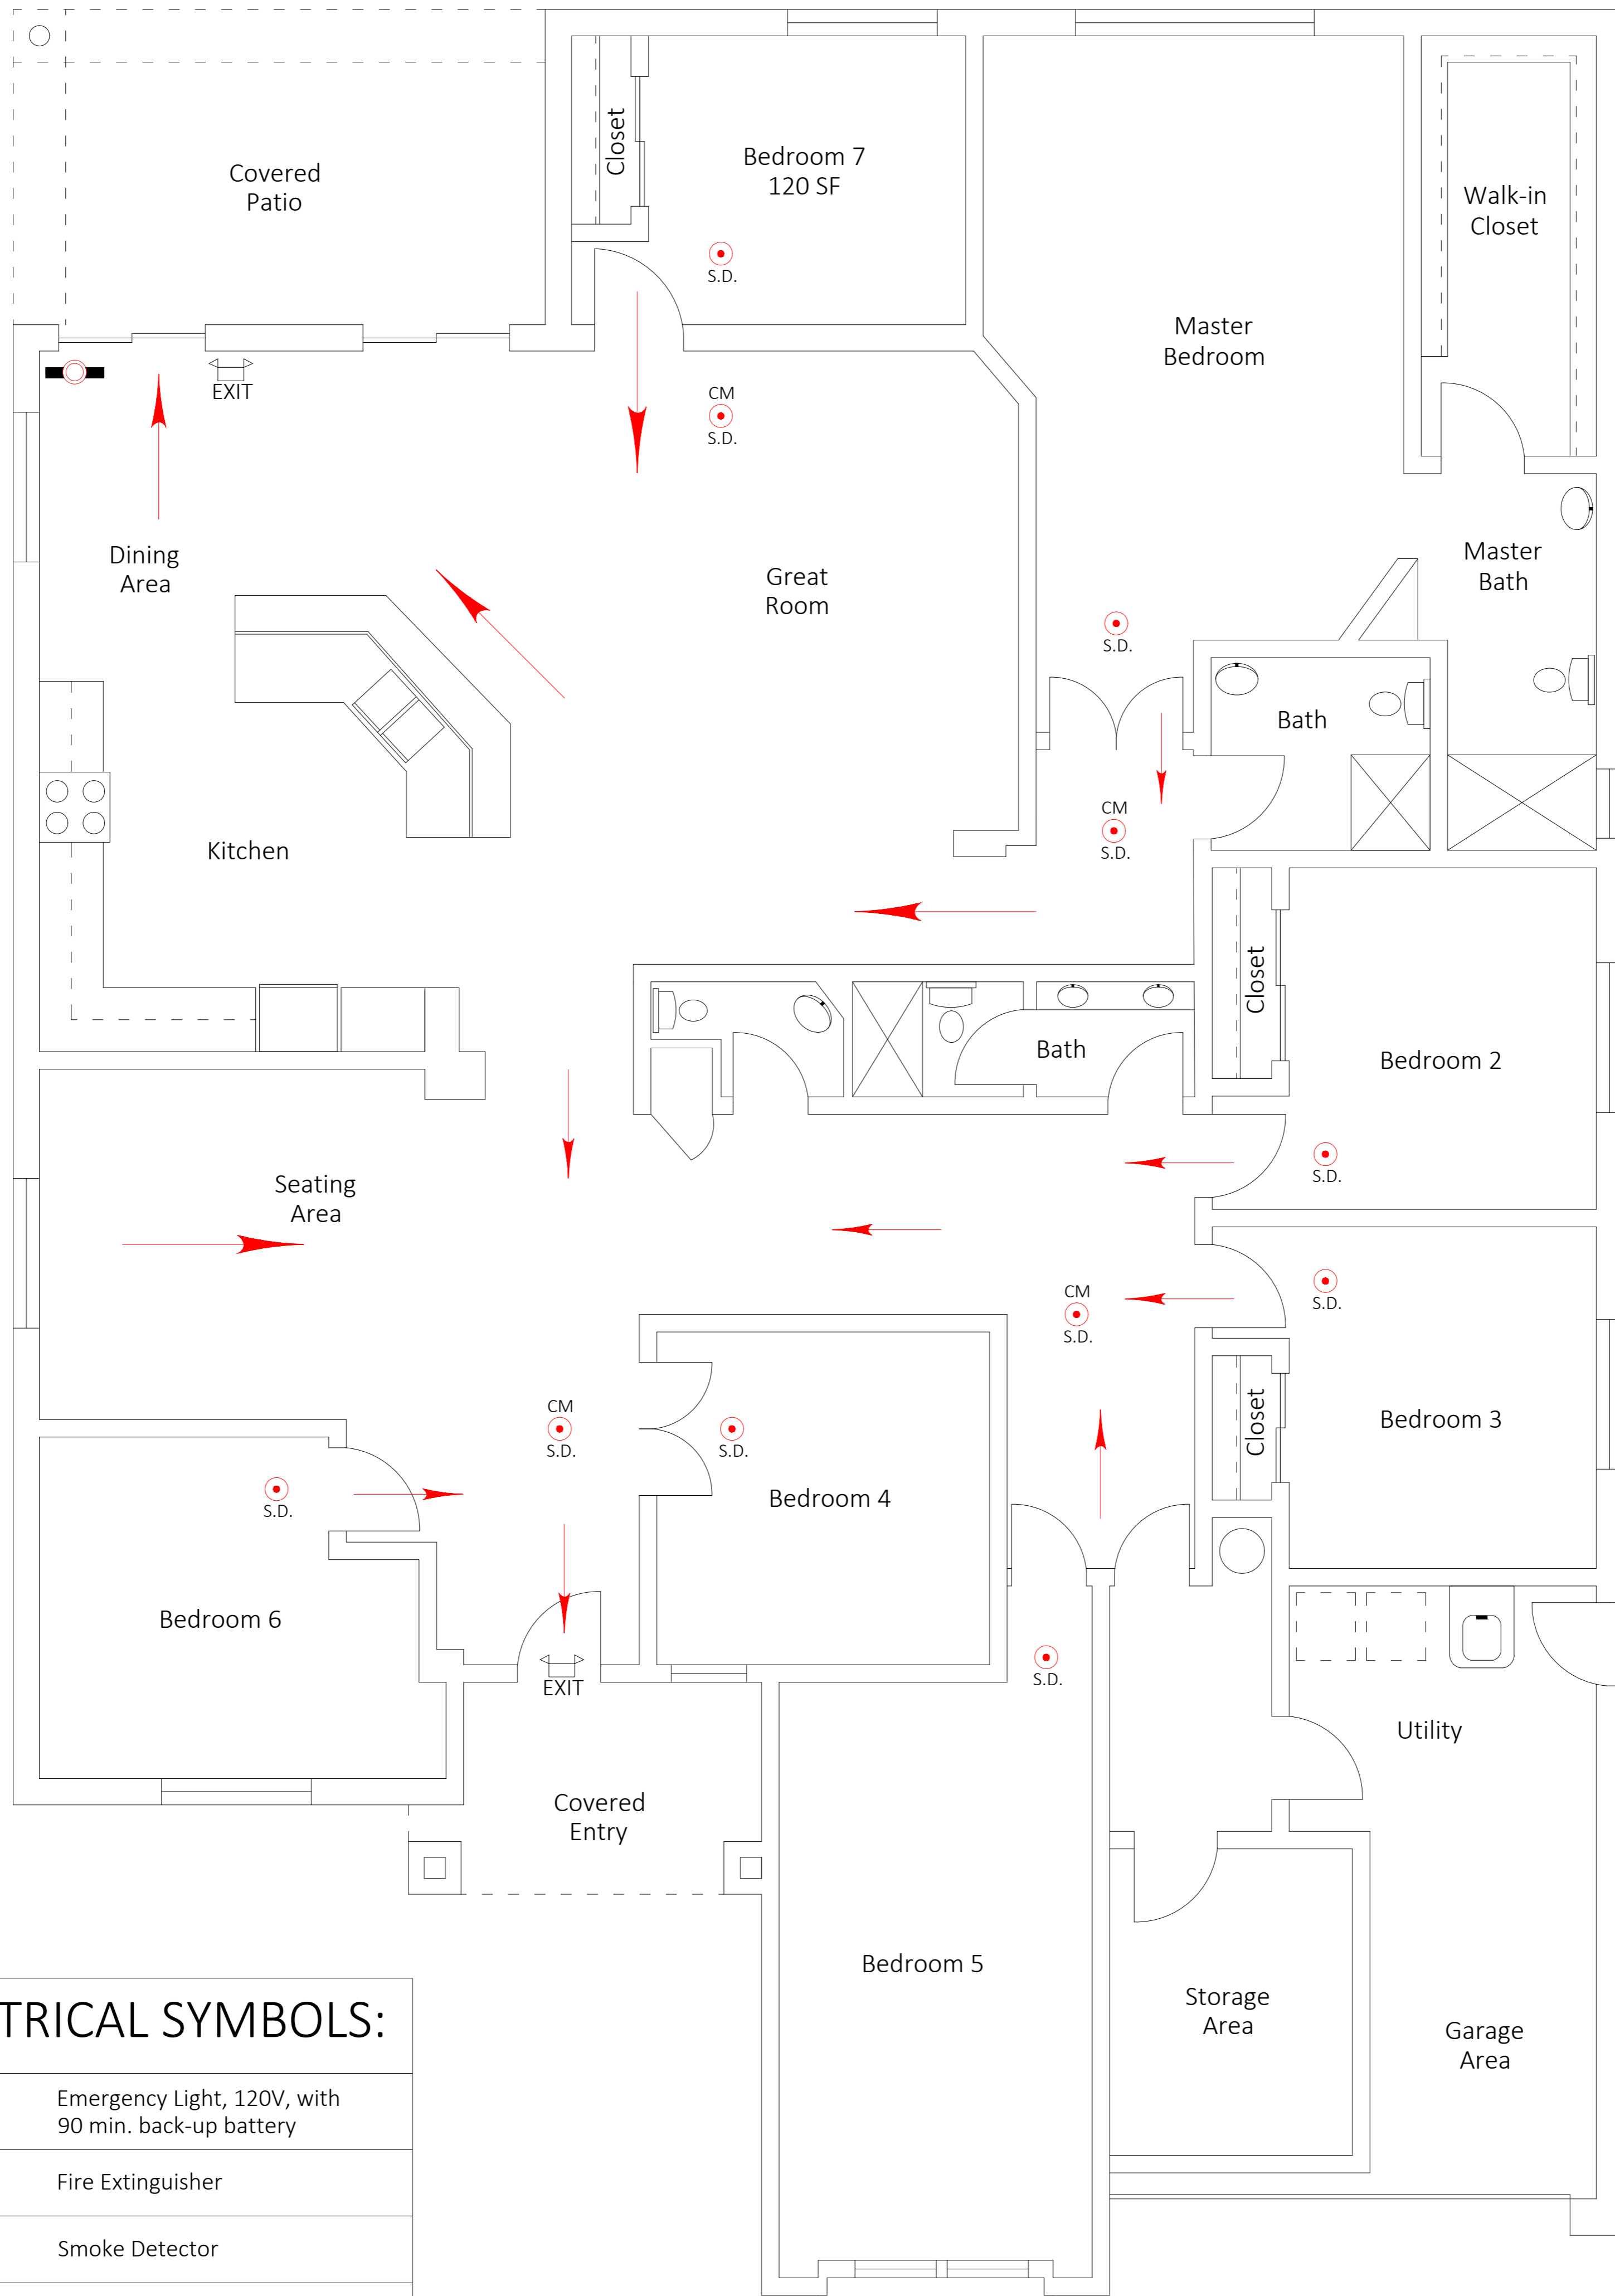 Covered
Patio
Closet
Bedroom 7
120 SF
S.D.
Walk-in
Closet
Master
Bedroom
EXIT
CM
S.D.
Dining
Area
Great
Room
Master
Bath
S.D.
Bath
CM
S.D.
Kitchen
Closet
Bath
Bedroom 2
S.D.
Seating
Area
CM
S.D.
S.D.
CM
S.D.
S.D.
Closet
Bedroom 3
S.D.
Bedroom 4
Bedroom 6
S.D.
EXIT
Utility
Covered
Entry
Bedroom 5
Storage
Area
Garage
Area
TRICAL SYMBOLS:
Emergency Light, 120V, with
90 min. back-up battery
Fire Extinguisher
Smoke Detector